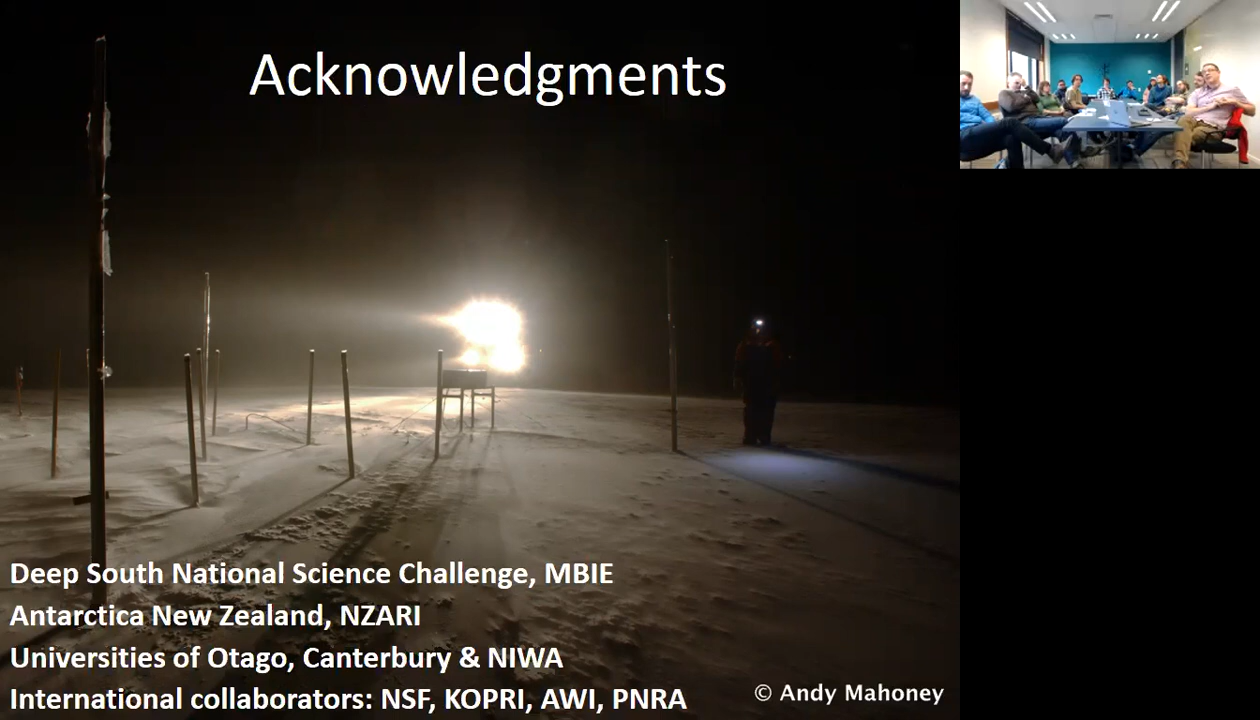 Acknowledgments
Deep South National Science Challenge, MBIE
Antarctica New Zealand, NZARI
Universities of Otago, Canterbury & NIWA
International collaborators: NSF, KOPRI, AWI, PNRA
© Andy Mahoney